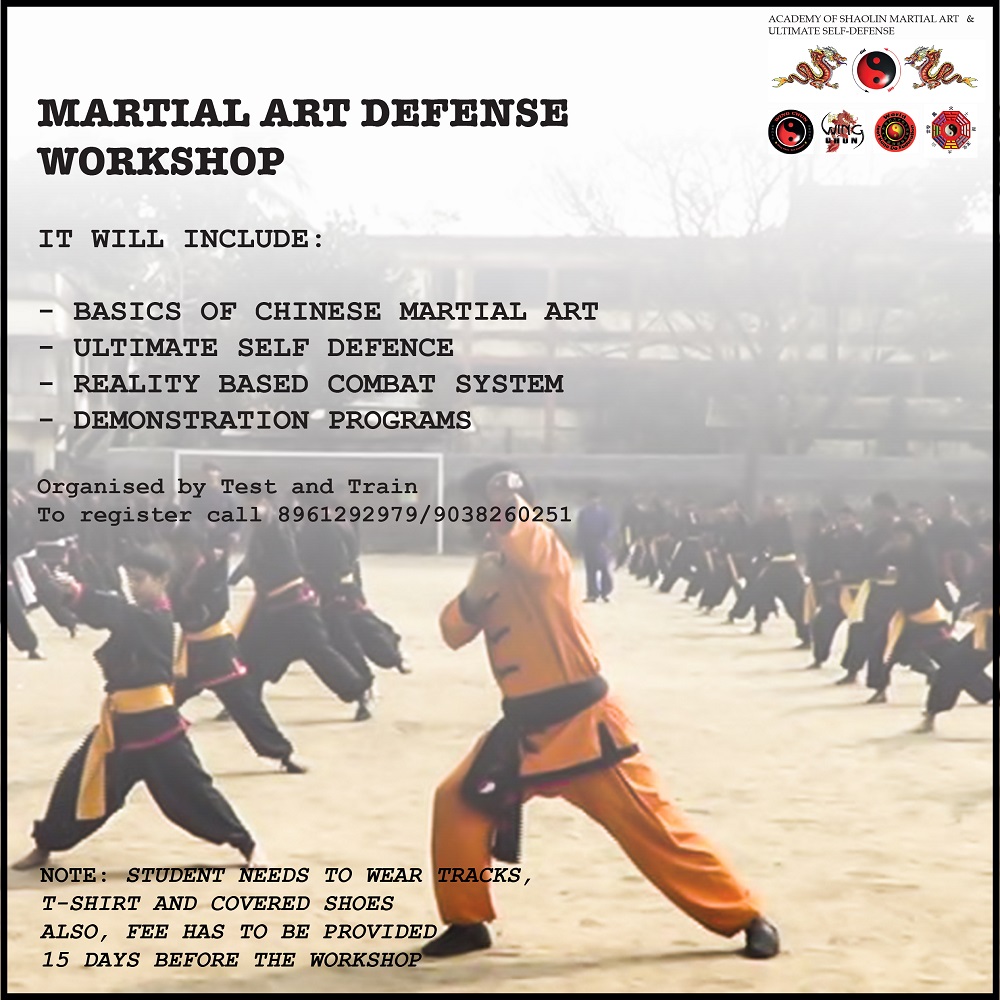 ACADEMY OF SHAOLIN MARTIAL ART &
ULTIMATE SELF-DEFENSE
WING
CHUN
MARTIAL ART DEFENSE
WORKSHOP
IT WILL INCLUDE:
- BASICS OF CHINESE MARTIAL ART
- ULTIMATE SELF DEFENCE
- REALITY BASED COMBAT SYSTEM
- DEMONSTRATION PROGRAMS
Organised by Test and Train
To register call 8961292979/9038260251
NOTE: STUDENT NEEDS TO WEAR TRACKS,
T-SHIRT AND COVERED SHOES
ALSO, FEE HAS TO BE PROVIDED
15 DAYS BEFORE THE WORKSHOP